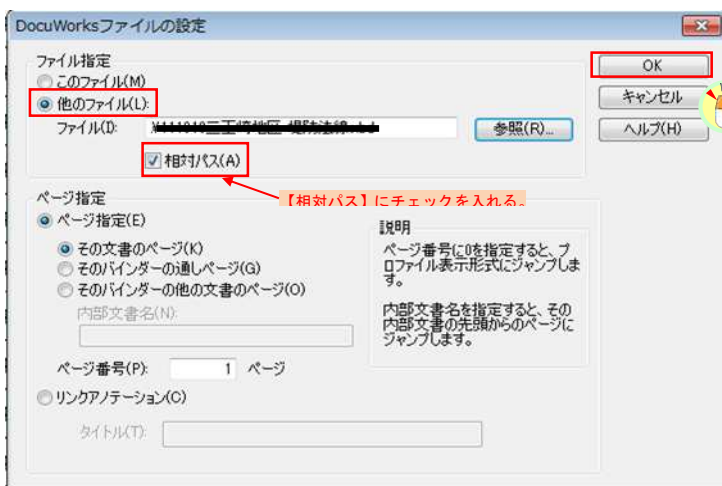 DocuWorksファイルの設定
ファイル指定
このファイル(M)
他のファイル(L):
ファイル(I):
参照(R)...
相対パス(A)
OK
キャンセル
ヘルプ(H)
【相対パス】にチェックを入れる。
ページ指定
ページ指定(E)
その文書のページ(K)
そのバインダーの通しページ(G)
そのバインダーの他の文書のページ(O)
内部文書名(N):
ページ番号(P):
1 ページ
リンクアノテーション(C)
タイトル(T):
説明
ページ番号に0を指定すると、プ
ロファイル表示形式にジャンプしま
す。
内部文書名を指定すると、その
内部文書の先頭からのページに
ジャンプします。